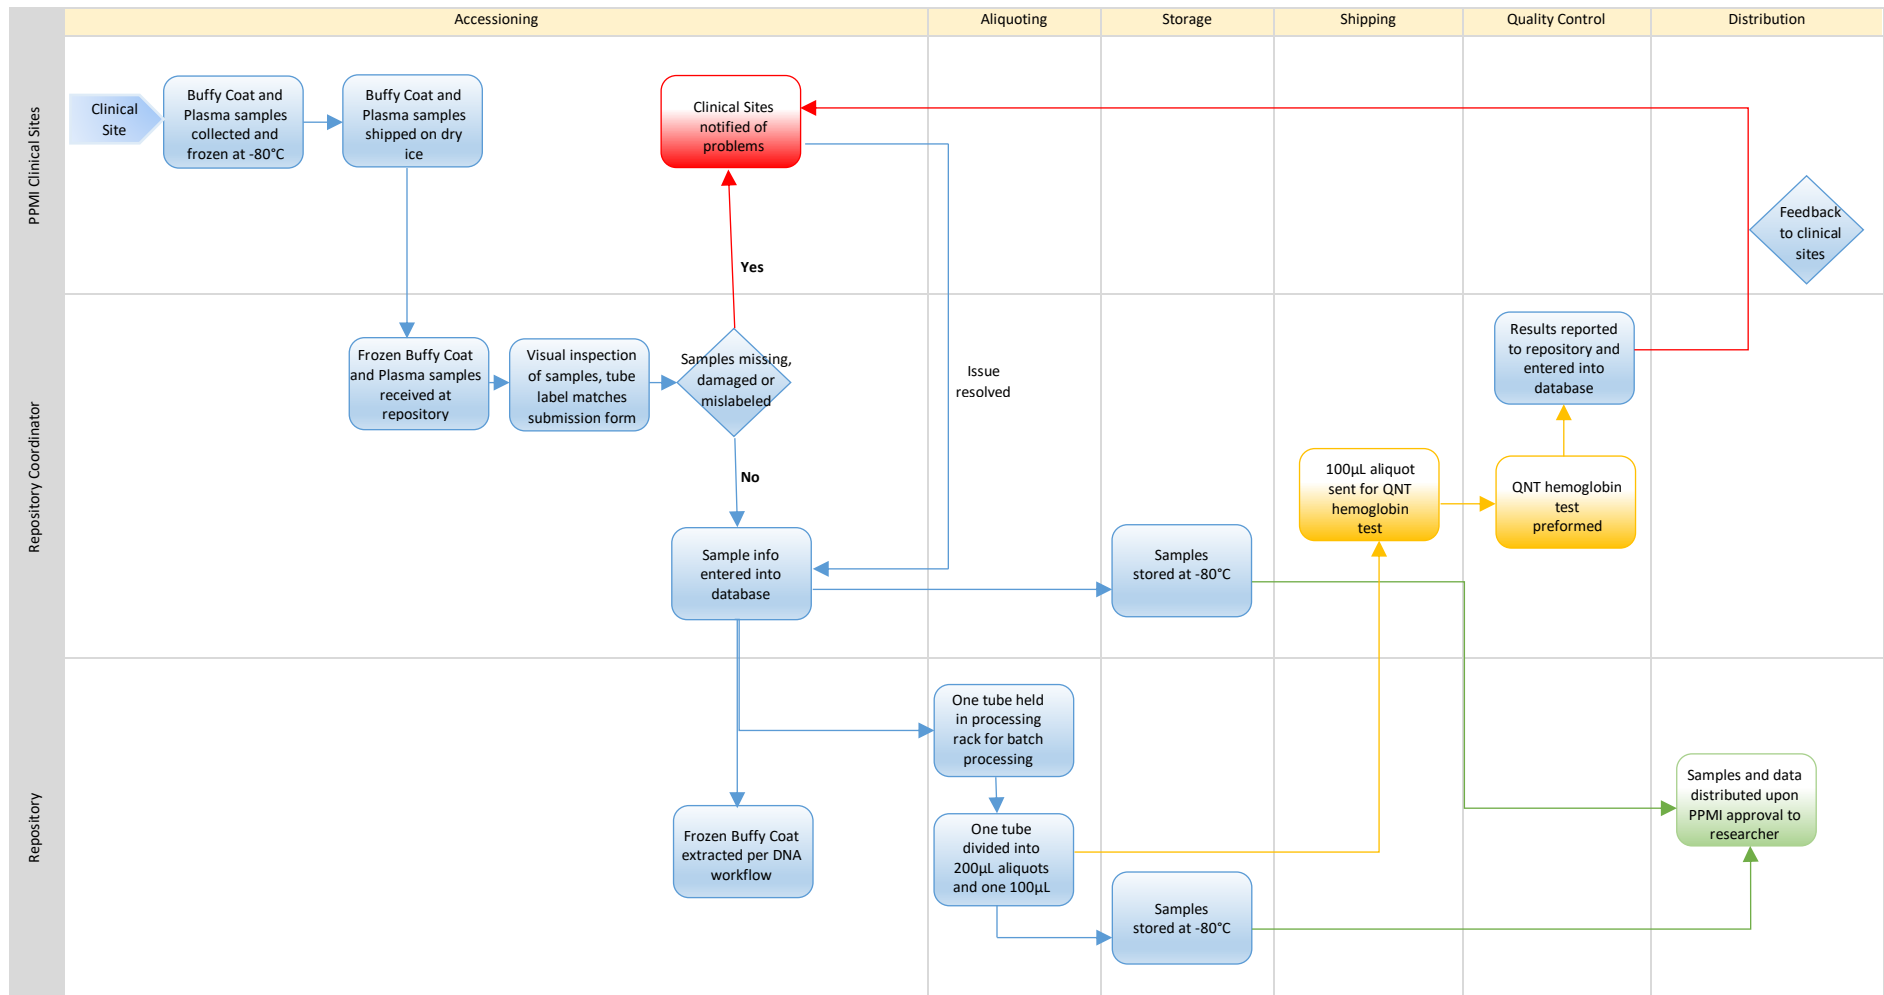 Accessioning
Aliquoting
Storage
Shipping
Quality Control
Distribution
PPMI Clinical Sites
Clinical
Site
Buffy Coat and
Plasma samples
collected and
frozen at -80°C
Buffy Coat and
Plasma samples
shipped on dry
ice
Clinical Sites
notified of
problems
Feedback
to clinical
sites
Yes
Repository Coordinator
Frozen Buffy Coat
and Plasma samples
received at
repository
Visual inspection
of samples, tube
label matches
submission form
Samples missing,
damaged or
mislabeled
Issue
resolved
Results reported
to repository and
entered into
database
No
100µL aliquot
sent for QNT
hemoglobin
test
QNT hemoglobin
test
preformed
Sample info
entered into
database
Samples
stored at -80°C
Repository
One tube held
in processing
rack for batch
processing
Frozen Buffy Coat
extracted per DNA
workflow
One tube
divided into
200µL aliquots
and one 100µL
Samples
stored at -80°C
Samples and data
distributed upon
PPMI approval to
researcher